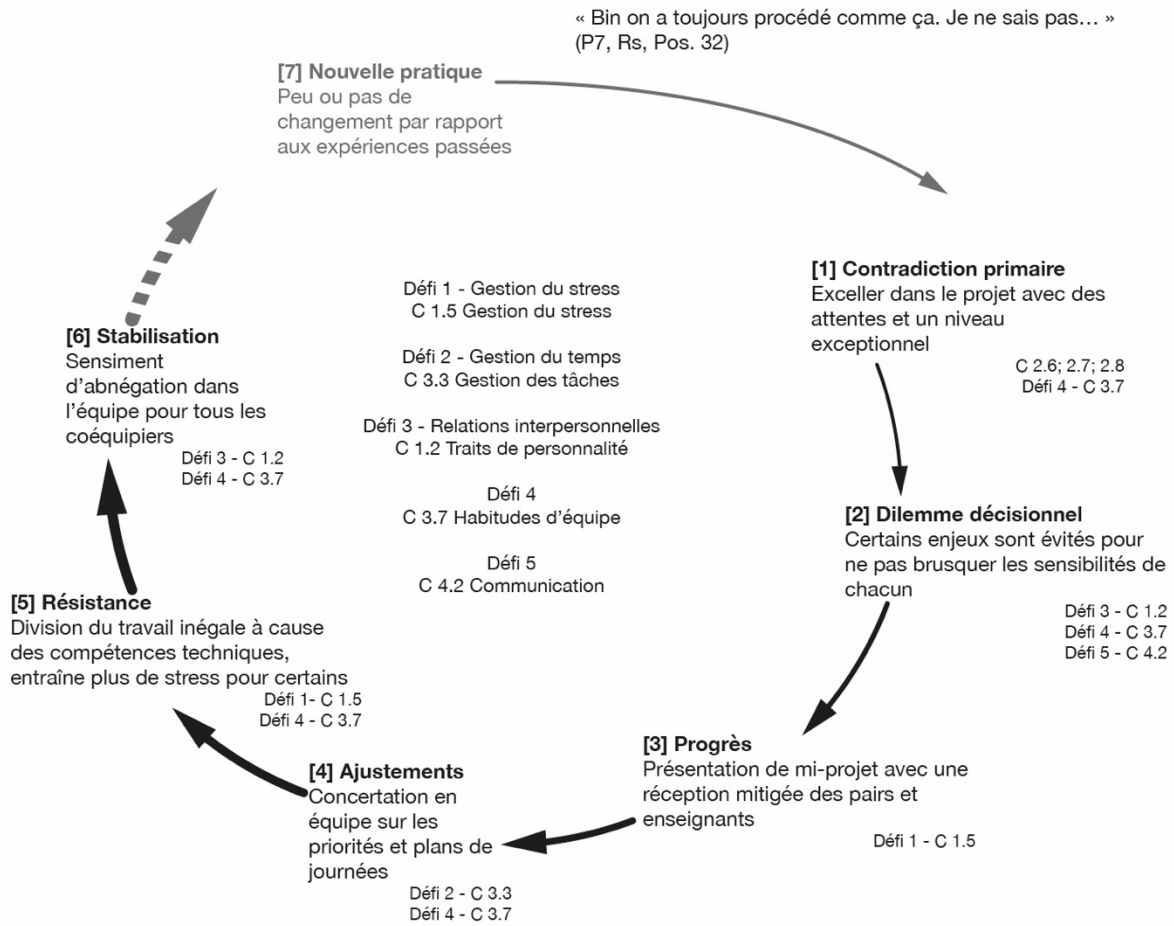 « Bin on a toujours procédé comme ça. Je ne sais pas… »
(P7, Rs, Pos. 32)
[7] Nouvelle pratique
Peu ou pas de
changement par rapport
aux expériences passées
[1] Contradiction primaire
Exceller dans le projet avec des
attentes et un niveau
exceptionnel
C 2.6; 2.7; 2.8
Défi 4 - C 3.7
[2] Dilemme décisionnel
Certains enjeux sont évités pour
ne pas brusquer les sensibilités de
chacun
Défi 3 - C 1.2
Défi 4 - C 3.7
Défi 5 - C 4.2
[3] Progrès
Présentation de mi-projet avec une
réception mitigée des pairs et
enseignants
Défi 1 - C 1.5
[4] Ajustements
Concertation en
équipe sur les
priorités et plans de
journées
Défi 2 - C 3.3
Défi 4 - C 3.7
[5] Résistance
Division du travail inégale à cause
des compétences techniques,
entraîne plus de stress pour certains
Défi 1- C 1.5
Défi 4 - C 3.7
[6] Stabilisation
Sensiment
d’abnégation dans
l’équipe pour tous les
coéquipiers
Défi 3 - C 1.2
Défi 4 - C 3.7
Défi 1 - Gestion du stress
C 1.5 Gestion du stress
Défi 2 - Gestion du temps
C 3.3 Gestion des tâches
Défi 3 - Relations interpersonnelles
C 1.2 Traits de personnalité
Défi 4
C 3.7 Habitudes d’équipe
Défi 5
C 4.2 Communication